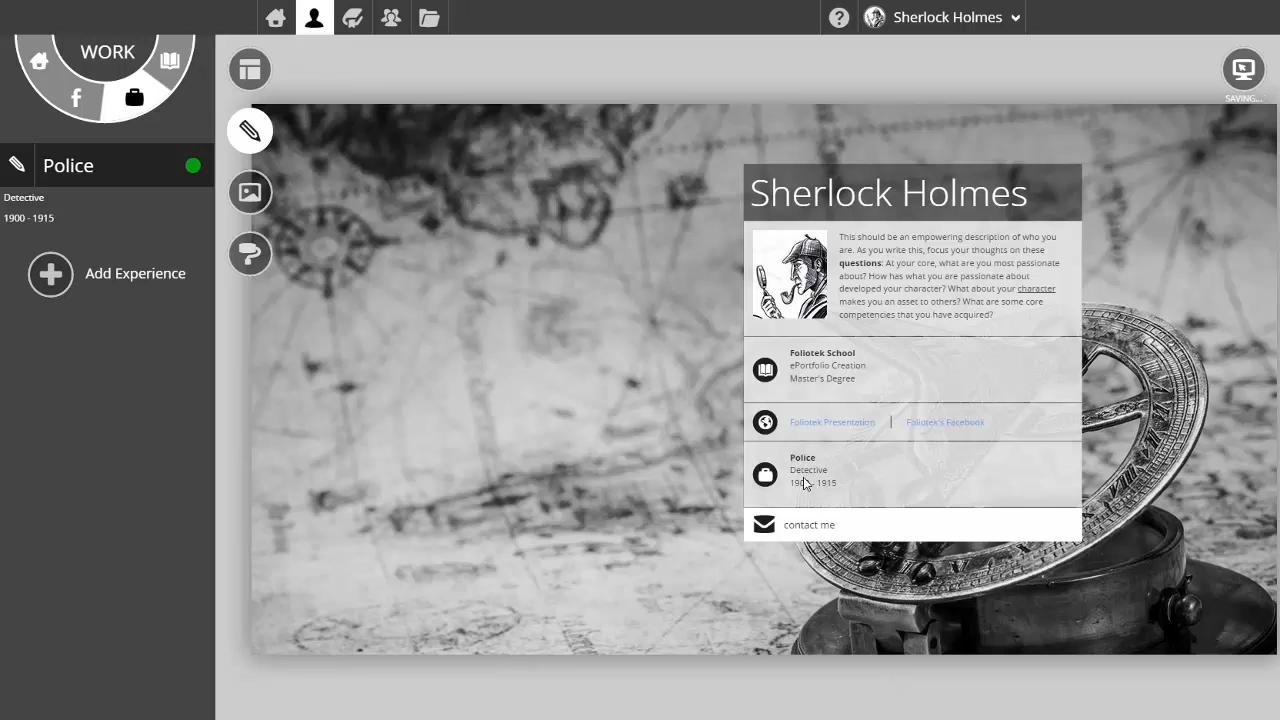 Sherlock Holmes
WORK
SAVING...
Police
Detective
1900 - 1915
Add Experience
Sherlock Holmes
This should be an empowering description of who you
are. As you write this, focus your thoughts on these
questions: At your core, what are you most passionate
about? How has what you are passionate about
developed your character? What about your character
makes you an asset to others? What are some core
competencies that you have acquired?
Foliotek School
ePortfolio Creation
Master's Degree
Foliotek Presentation | Foliotek's Facebook
Police
Detective
1900 - 1915
contact me